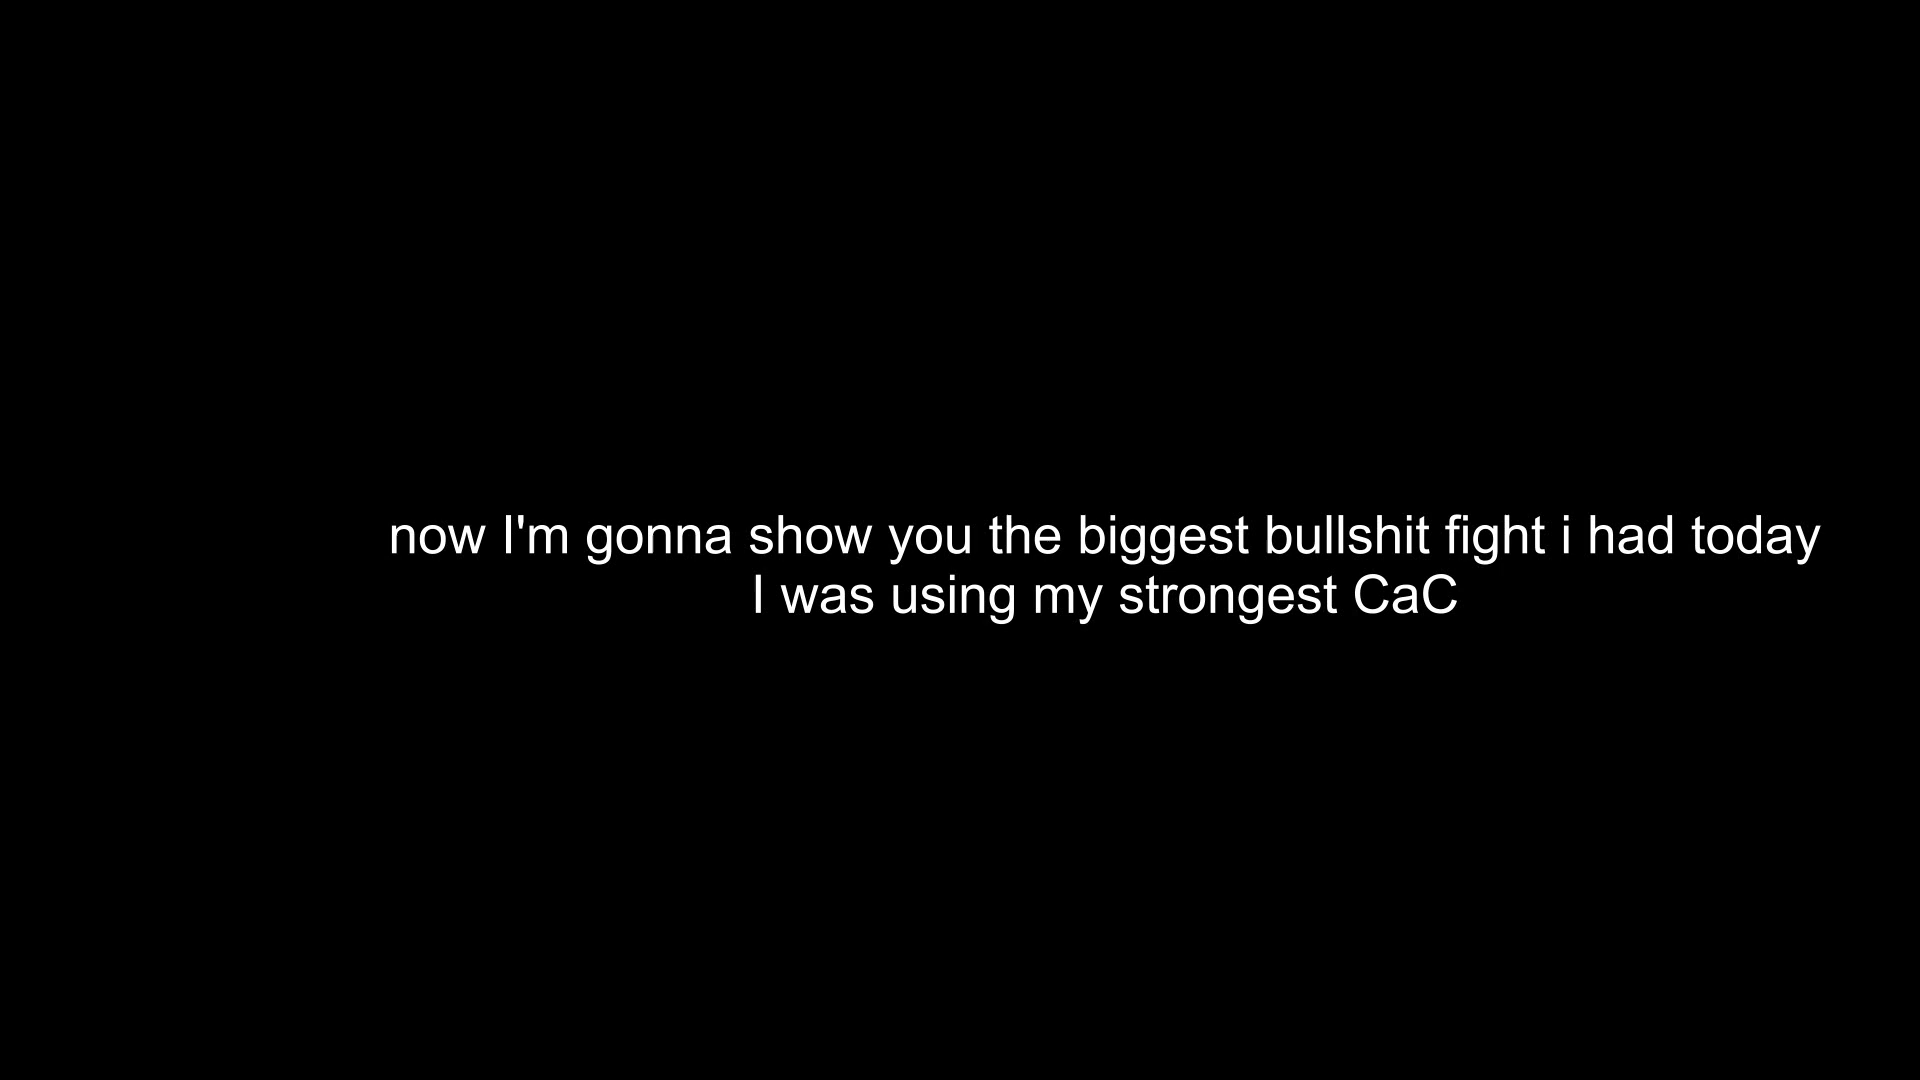 now I'm gonna show you the biggest bullshit fight i had today
I was using my strongest CaC